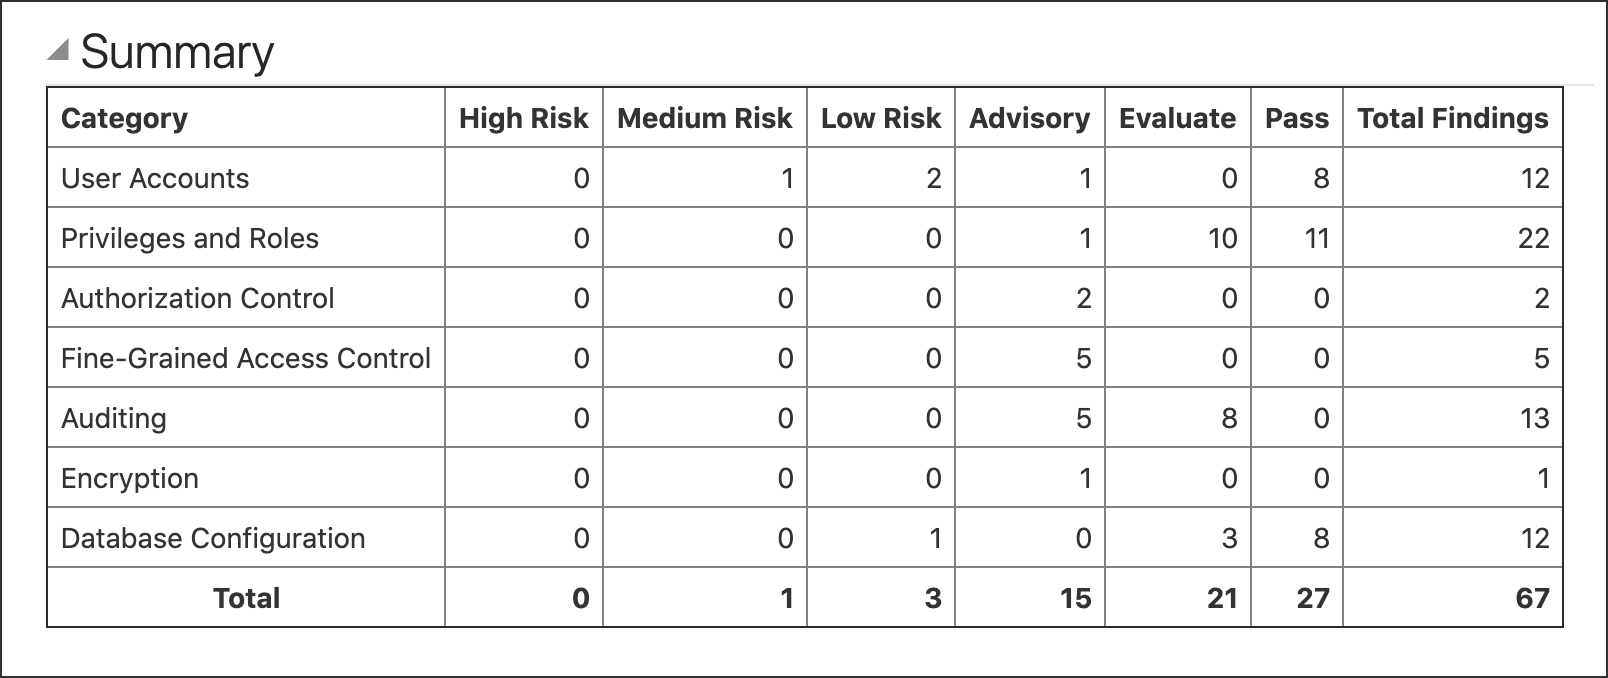 Summary
Category High Risk Medium Risk Low Risk Advisory Evaluate Pass Total Findings
User Accounts 0 1 2 1 0 8 12
Privileges and Roles 0 0 0 1 10 11 22
Authorization Control 0 0 0 2 0 0 2
Fine-Grained Access Control 0 0 0 5 0 0 5
Auditing 0 0 0 5 8 0 13
Encryption 0 0 0 1 0 0 1
Database Configuration 0 0 1 0 3 8 12
Total 0 1 3 15 21 27 67